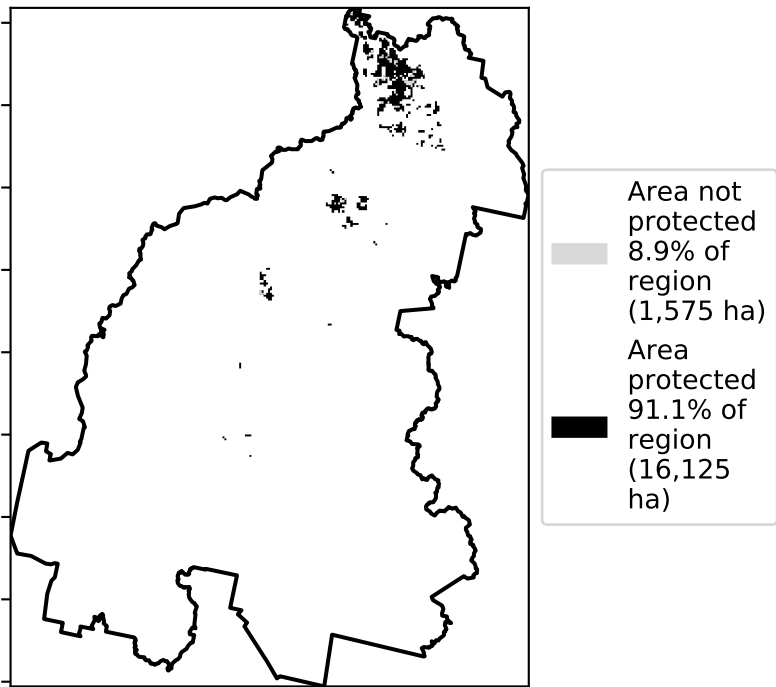 Area not
protected
8.9% of
region
(1,575 ha)
Area
protected
91.1% of
region
(16,125
ha)